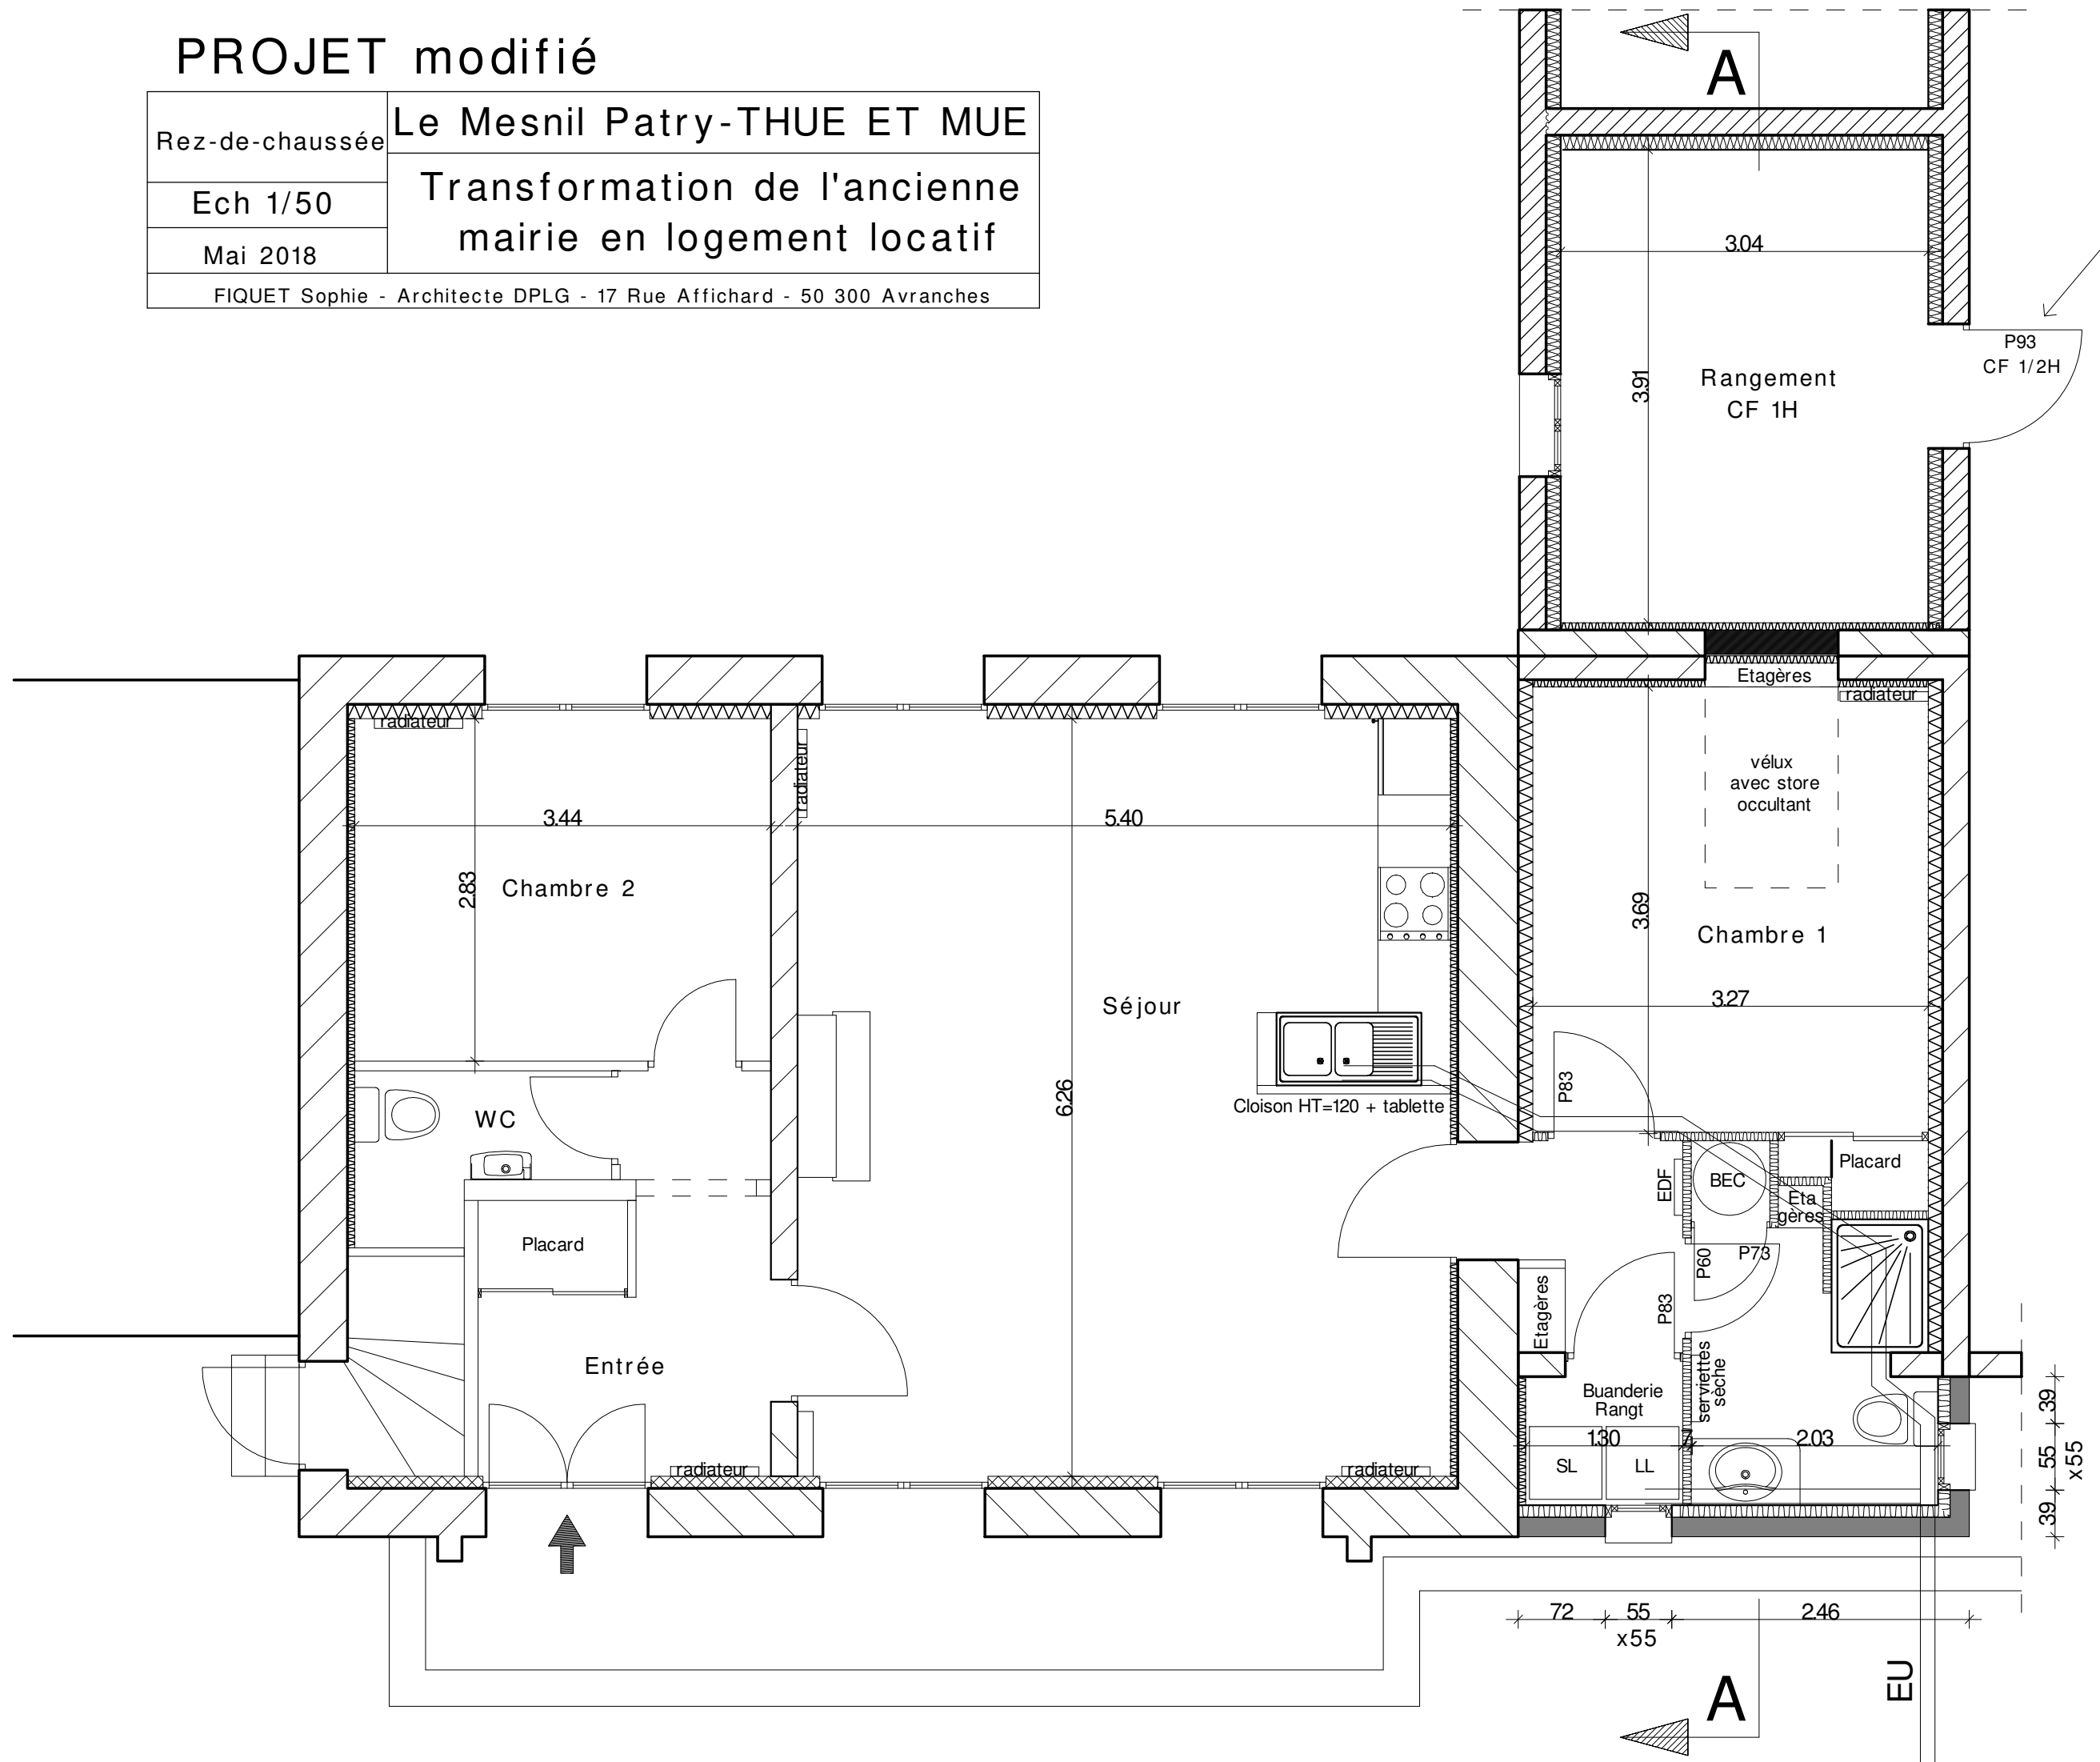 PROJET modifié
Rez-de-chaussée
Le Mesnil Patry-THUE ET MUE
Ech 1/50
Transformation de l'ancienne
mairie en logement locatif
Mai 2018
FIQUET Sophie - Architecte DPLG - 17 Rue Affichard - 50 300 Avranches
A
3.04
P93
CF 1/2H
3.91
Rangement
CF 1H
Etagères
radiateur
radiateur
radiateur
vélux
avec store
occultant
3.44
5.40
2.83
Chambre 2
3.69
Chambre 1
3.27
Séjour
6.26
Cloison HT=120 + tablette
P83
WC
EDF
BEC
Placard
Eta
gères
Placard
P60
P73
Etagères
P83
serviettes
sèche
Entrée
Buanderie
Rangt
1.30
7
2.03
SL
LL
radiateur
radiateur
39
55
x55
39
72
55
x55
2.46
EU
A